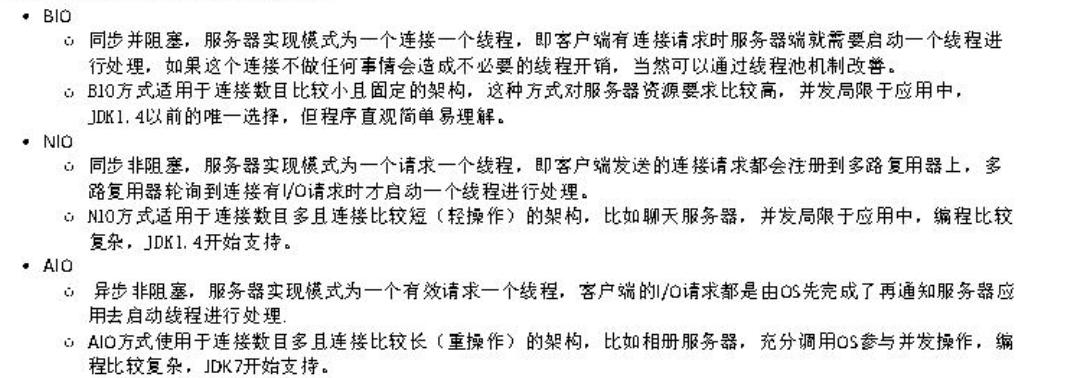 • BIO
o 同步并阻塞，服务器实现模式为一个连接一个线程，即客户端有连接请求时服务器端就需要启动一个线程进
行处理，如果这个连接不做任何事情会造成不必要的线程开销，当然可以通过线程池机制改善。
o BIO方式适用于连接数目比较小且固定的架构，这种方式对服务器资源要求比较高，并发局限于应用中，
JDK1.4以前的唯一选择，但程序直观简单易理解。
• NIO
o 同步非阻塞，服务器实现模式为一个请求一个线程，即客户端发送的连接请求都会注册到多路复用器上，多
路复用器轮询到连接有I/O请求时才启动一个线程进行处理。
o NIO方式适用于连接数目多且连接比较短（轻操作）的架构，比如聊天服务器，并发局限于应用中，编程比较
复杂，JDK1.4开始支持。
• AIO
o 异步非阻塞，服务器实现模式为一个有效请求一个线程，客户端的I/O请求都是由OS先完成了再通知服务器应
用去启动线程进行处理.
o AIO方式使用于连接数目多且连接比较长（重操作）的架构，比如相册服务器，充分调用OS参与并发操作，编
程比较复杂，JDK7开始支持。